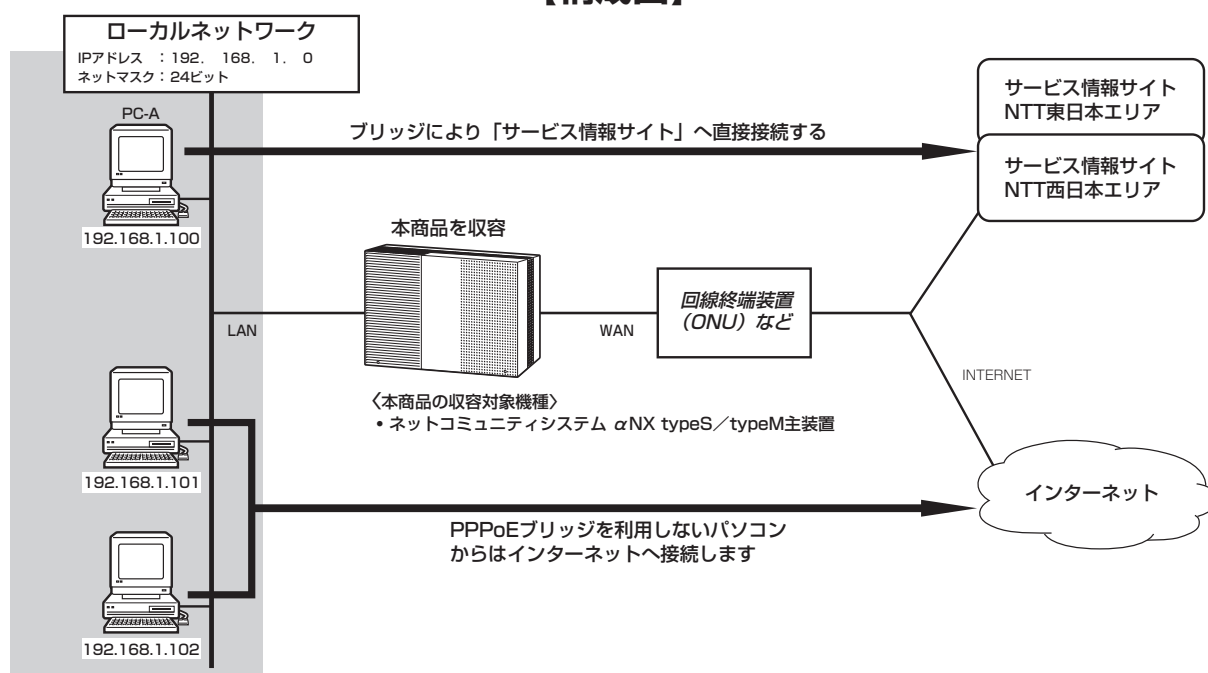 ローカルネットワーク
IPアドレス ：192. 168. 1. 0
ネットマスク：24ビット
PC-A
192.168.1.100
ブリッジにより「サービス情報サイト」へ直接接続する
サービス情報サイト
NTT東日本エリア
サービス情報サイト
NTT西日本エリア
本商品を収容
LAN
WAN
回線終端装置
（ONU）など
INTERNET
〈本商品の収容対象機種〉
• ネットコミュニティシステム αNX typeS／typeM主装置
192.168.1.101
インターネット
PPPoEブリッジを利用しないパソコン
からはインターネットへ接続します
192.168.1.102